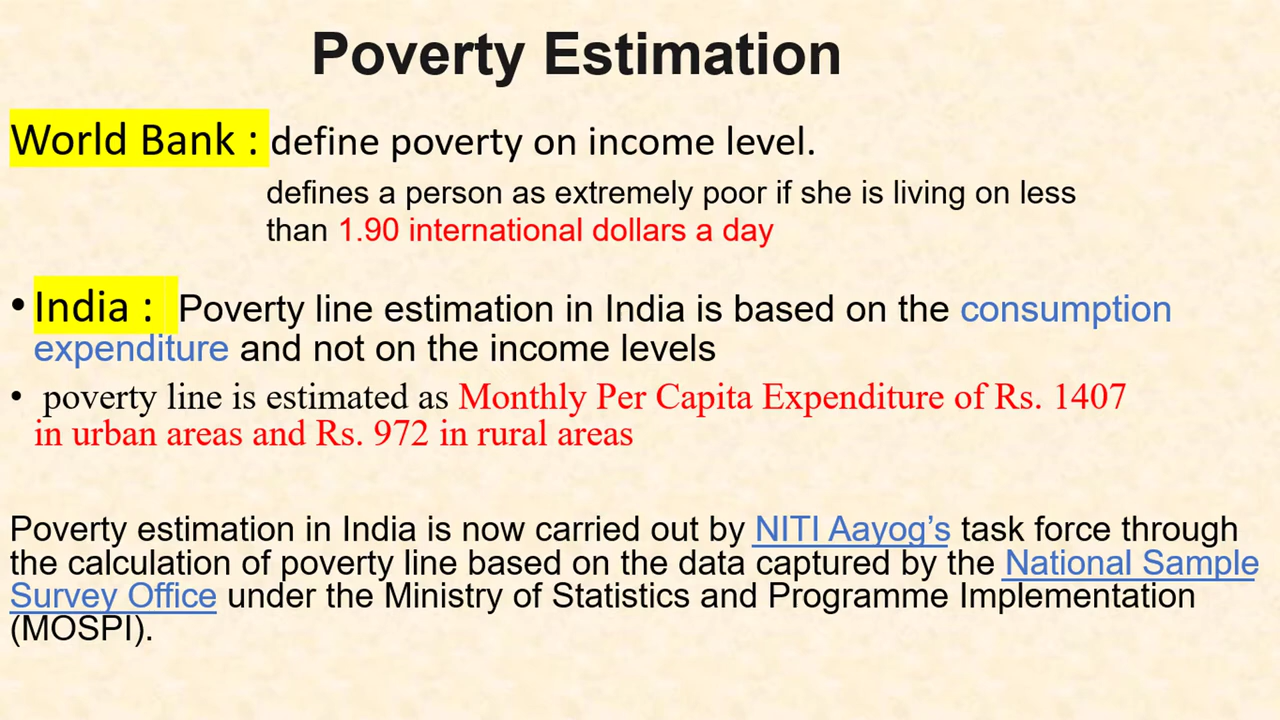 Poverty Estimation
World Bank : define poverty on income level.
defines a person as extremely poor if she is living on less
than 1.90 international dollars a day
• India : Poverty line estimation in India is based on the consumption
expenditure and not on the income levels
• poverty line is estimated as Monthly Per Capita Expenditure of Rs. 1407
in urban areas and Rs. 972 in rural areas
Poverty estimation in India is now carried out by NITI Aayog’s task force through
the calculation of poverty line based on the data captured by the National Sample
Survey Office under the Ministry of Statistics and Programme Implementation
(MOSPI).